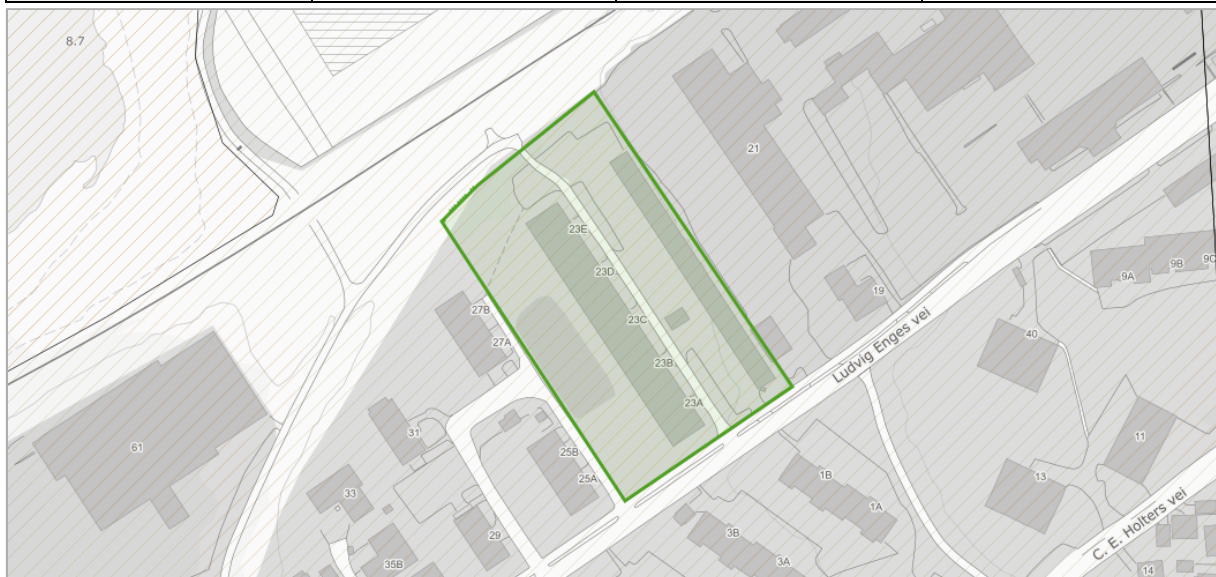 8.7
21
23E
23D
19
9A
9B
9C
27B
23C
40
27A
23B
Ludvig Enges vei
23A
31
11
61
25B
25A
1B
13
33
1A
29
3B
C. E. Holters vei
35B
3A
14